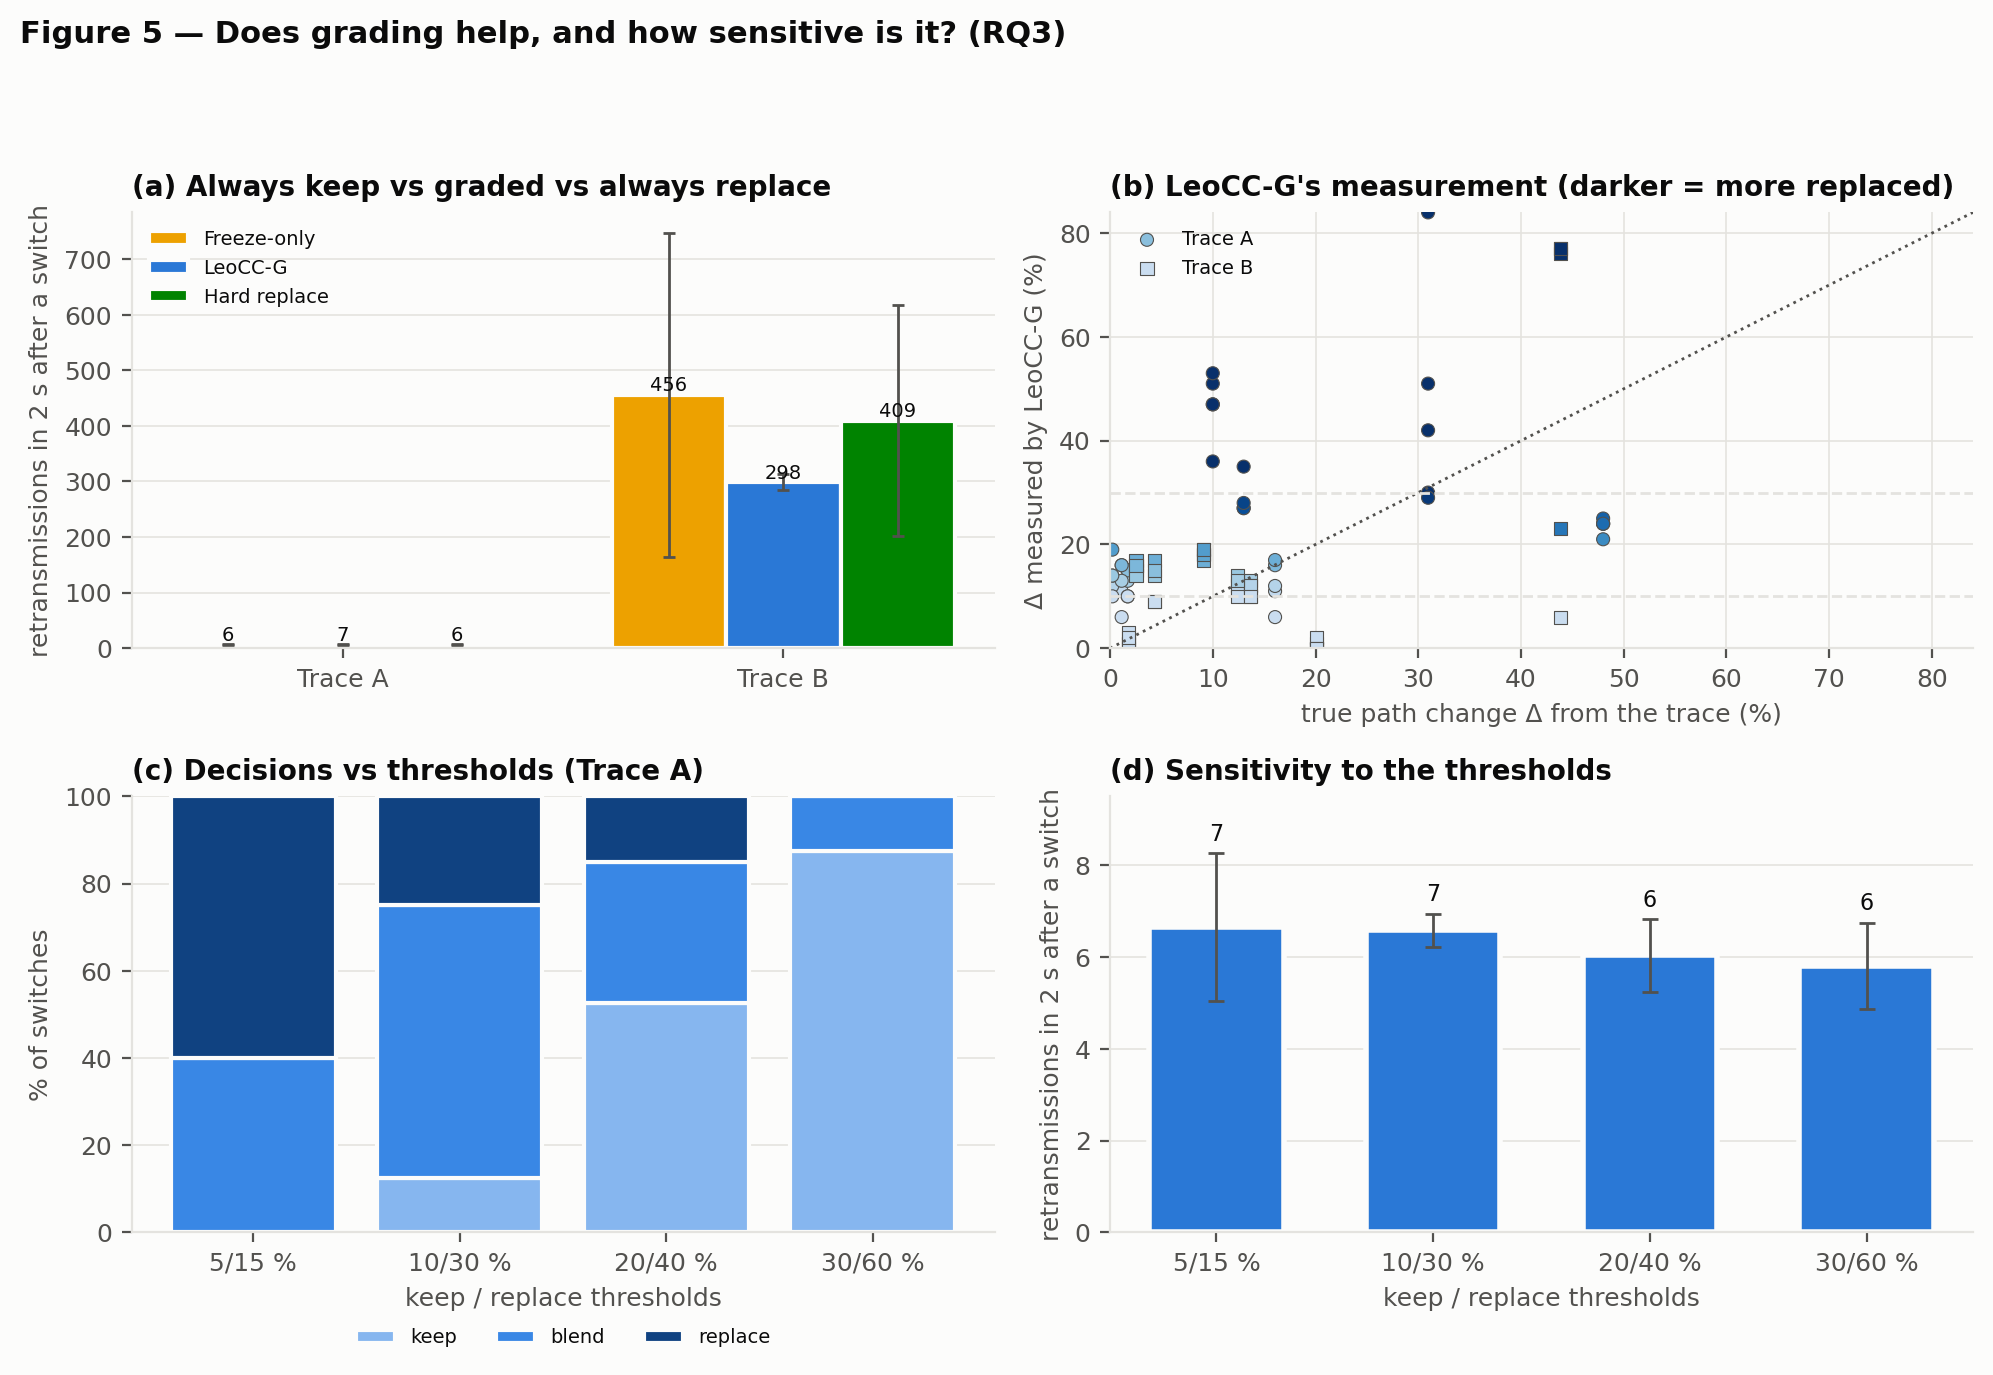 Figure 5 — Does grading help, and how sensitive is it? (RQ3)
(a) Always keep vs graded vs always replace
retransmissions in 2 s after a switch
700
600
500
400
300
200
100
0
Freeze-only
LeoCC-G
Hard replace
6
7
6
456
298
409
Trace A
Trace B
(b) LeoCC-G's measurement (darker = more replaced)
Δ measured by LeoCC-G (%)
80
60
40
20
0
Trace A
Trace B
0 10 20 30 40 50 60 70 80
true path change Δ from the trace (%)
(c) Decisions vs thresholds (Trace A)
% of switches
100
80
60
40
20
0
5/15 % 10/30 % 20/40 % 30/60 %
keep / replace thresholds
keep blend replace
(d) Sensitivity to the thresholds
retransmissions in 2 s after a switch
8
6
4
2
0
7
7
6
6
5/15 % 10/30 % 20/40 % 30/60 %
keep / replace thresholds